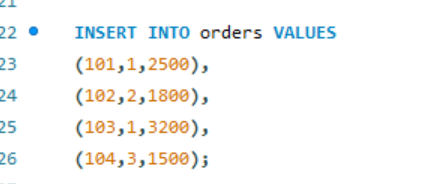 22 INSERT INTO orders VALUES
23 (101,1,2500),
24 (102,2,1800),
25 (103,1,3200),
26 (104,3,1500);